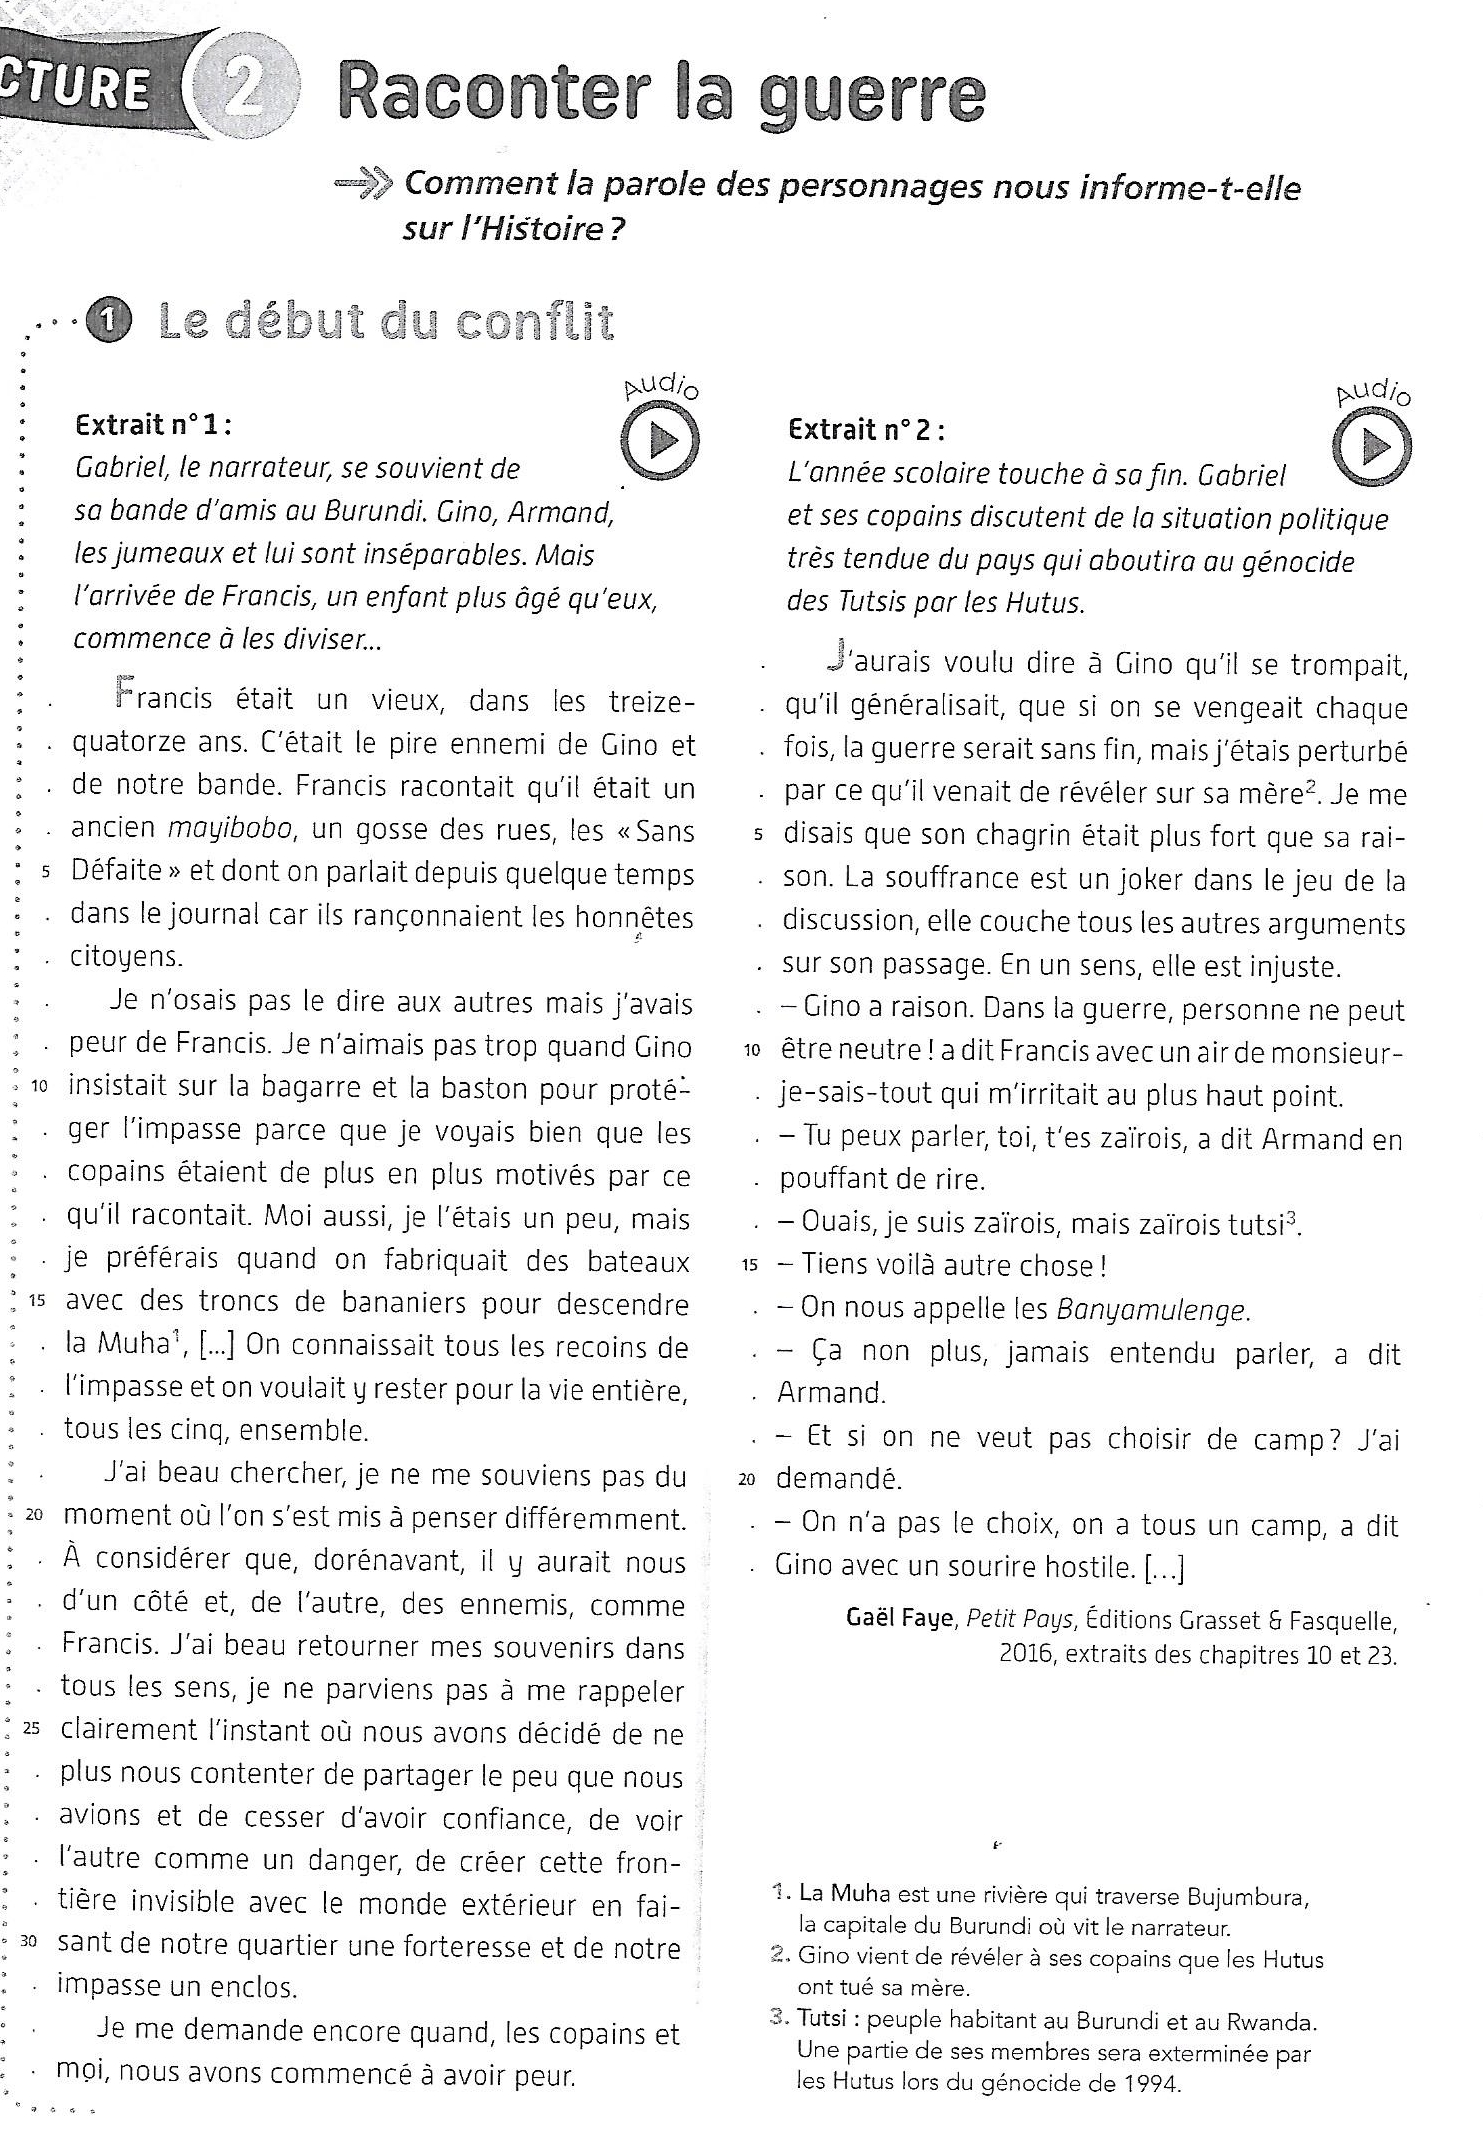 CTURE 2 Raconter la guerre
Comment la parole des personnages nous informe-t-elle
sur l'Histoire ?
1 Le début du conflit
Audio
Extrait n° 1 :
Gabriel, le narrateur, se souvient de
sa bande d'amis au Burundi. Gino, Armand,
les jumeaux et lui sont inséparables. Mais
l'arrivée de Francis, un enfant plus âgé qu'eux,
commence à les diviser...
Francis était un vieux, dans les treize-
quatorze ans. C'était le pire ennemi de Gino et
de notre bande. Francis racontait qu'il était un
ancien mayibobo, un gosse des rues, les « Sans
5 Défaite » et dont on parlait depuis quelque temps
dans le journal car ils rançonnaient les honnêtes
citoyens.
Je n'osais pas le dire aux autres mais j'avais
peur de Francis. Je n'aimais pas trop quand Gino
10 insistait sur la bagarre et la baston pour proté-
ger l'impasse parce que je voyais bien que les
copains étaient de plus en plus motivés par ce
qu'il racontait. Moi aussi, je l'étais un peu, mais
je préférais quand on fabriquait des bateaux
15 avec des troncs de bananiers pour descendre
la Muha1, [...] On connaissait tous les recoins de
l'impasse et on voulait y rester pour la vie entière,
tous les cinq, ensemble.
J'ai beau chercher, je ne me souviens pas du
20 moment où l'on s'est mis à penser différemment.
À considérer que, dorénavant, il y aurait nous
d'un côté et, de l'autre, des ennemis, comme
Francis. J'ai beau retourner mes souvenirs dans
tous les sens, je ne parviens pas à me rappeler
25 clairement l'instant où nous avons décidé de ne
plus nous contenter de partager le peu que nous
avions et de cesser d'avoir confiance, de voir
l'autre comme un danger, de créer cette fron-
tière invisible avec le monde extérieur en fai-
30 sant de notre quartier une forteresse et de notre
impasse un enclos.
Je me demande encore quand, les copains et
moi, nous avons commencé à avoir peur.
Audio
Extrait n° 2 :
L'année scolaire touche à sa fin. Gabriel
et ses copains discutent de la situation politique
très tendue du pays qui aboutira au génocide
des Tutsis par les Hutus.
J'aurais voulu dire à Gino qu'il se trompait,
qu'il généralisait, que si on se vengeait chaque
fois, la guerre serait sans fin, mais j'étais perturbé
par ce qu'il venait de révéler sur sa mère2. Je me
5 disais que son chagrin était plus fort que sa rai-
son. La souffrance est un joker dans le jeu de la
discussion, elle couche tous les autres arguments
sur son passage. En un sens, elle est injuste.
– Gino a raison. Dans la guerre, personne ne peut
10 être neutre ! a dit Francis avec un air de monsieur-
je-sais-tout qui m'irritait au plus haut point.
– Tu peux parler, toi, t'es zaïrois, a dit Armand en
pouffant de rire.
– Ouais, je suis zaïrois, mais zaïrois tutsi3.
15 – Tiens voilà autre chose !
– On nous appelle les Banyamulenge.
– Ça non plus, jamais entendu parler, a dit
Armand.
– Et si on ne veut pas choisir de camp ? J'ai
20 demandé.
– On n'a pas le choix, on a tous un camp, a dit
Gino avec un sourire hostile. [...]
Gaël Faye, Petit Pays, Éditions Grasset & Fasquelle,
2016, extraits des chapitres 10 et 23.
1. La Muha est une rivière qui traverse Bujumbura,
la capitale du Burundi où vit le narrateur.
2. Gino vient de révéler à ses copains que les Hutus
ont tué sa mère.
3. Tutsi : peuple habitant au Burundi et au Rwanda.
Une partie de ses membres sera exterminée par
les Hutus lors du génocide de 1994.